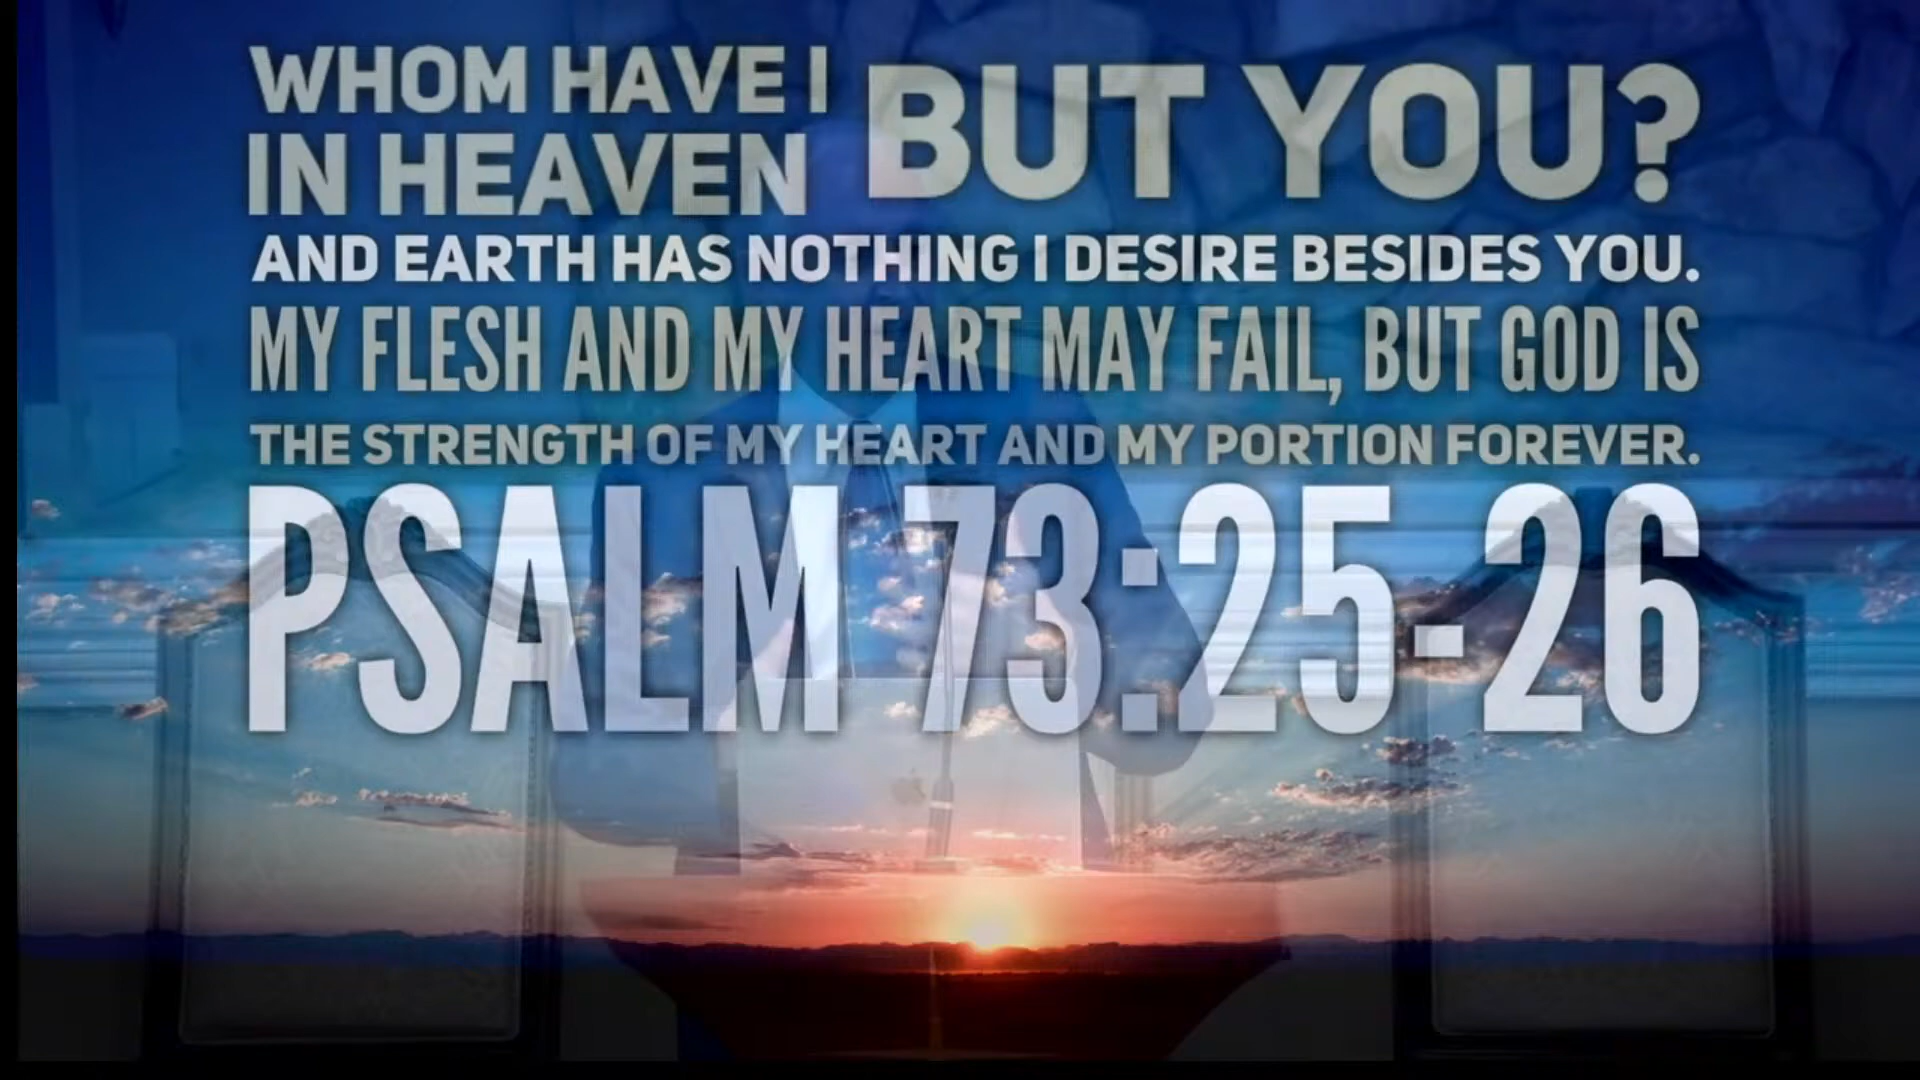 WHOM HAVE I
IN HEAVEN
BUT YOU?
AND EARTH HAS NOTHING I DESIRE BESIDES YOU.
MY FLESH AND MY HEART MAY FAIL, BUT GOD IS
THE STRENGTH OF MY HEART AND MY PORTION FOREVER.
PSALM 73:25-26